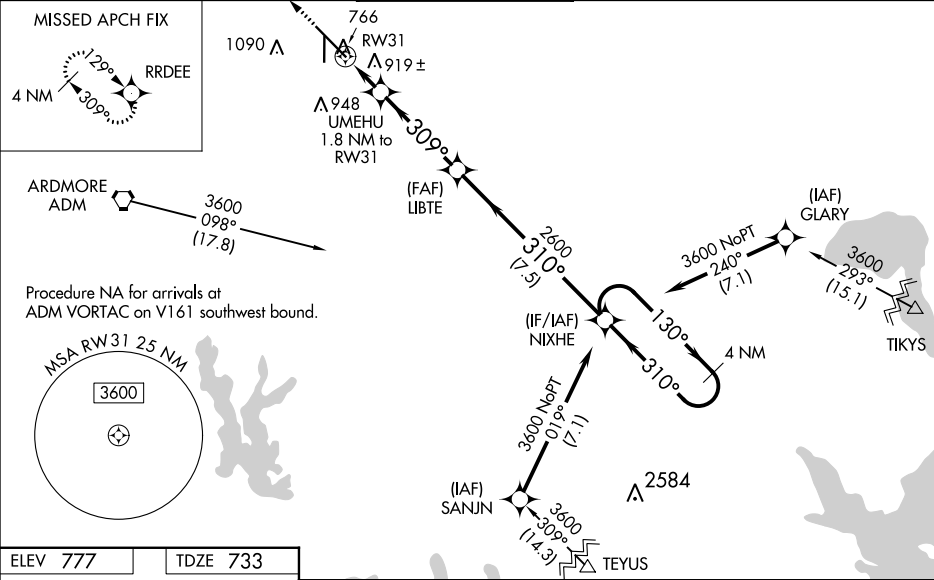 MISSED APCH FIX
129°
RRDEE
4 NM
309°
766
RW31
1090
919±
948
UMEHU
1.8 NM to
RW31
309°
(FAF)
LIBTE
ARDMORE
ADM
3600
098°
(17.8)
(IAF)
GLARY
3600 NoPT
240°
(7.1)
3600
293°
(15.1)
TIKYS
2600
310°
(7.5)
Procedure NA for arrivals at
ADM VORTAC on V161 southwest bound.
(IF/IAF)
NIXHE
130°
310°
4 NM
MSA RW31 25 NM
3600
3600 NoPT
019°
(7.1)
(IAF)
SANJN
2584
3600
309°
(14.3)
TEYUS
ELEV 777
TDZE 733